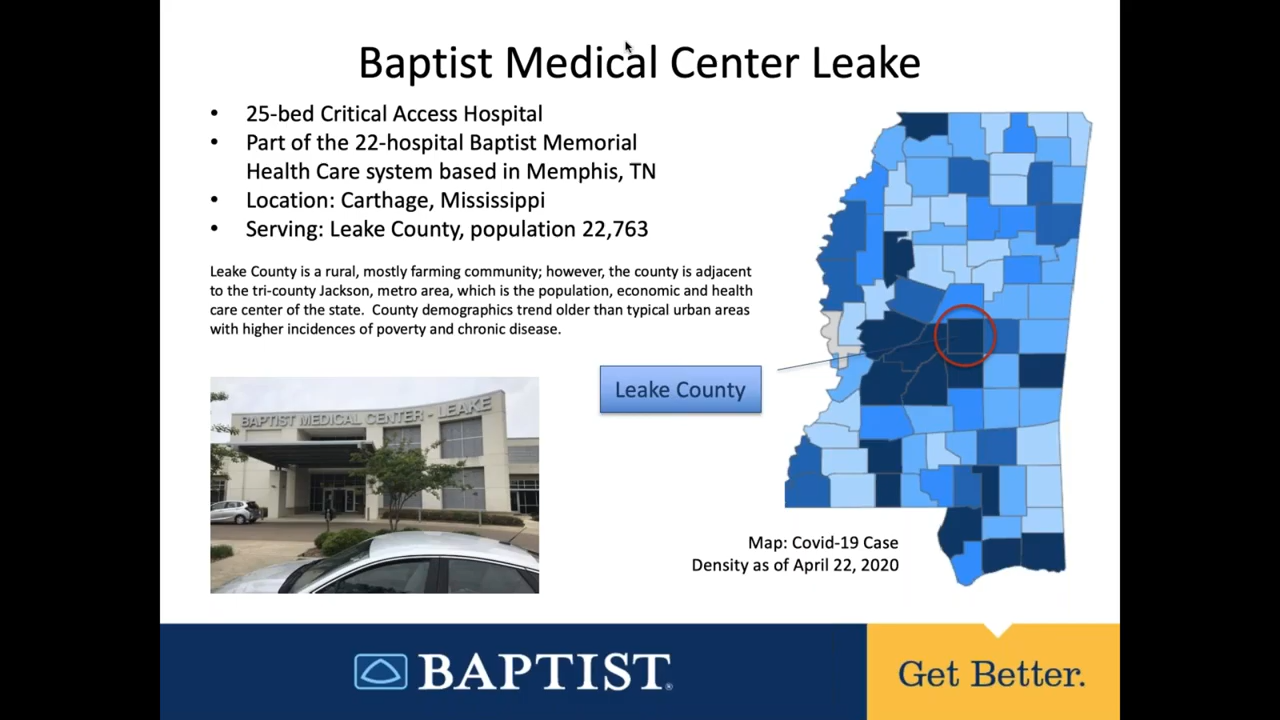 Baptist Medical Center Leake
• 25-bed Critical Access Hospital
• Part of the 22-hospital Baptist Memorial
Health Care system based in Memphis, TN
• Location: Carthage, Mississippi
• Serving: Leake County, population 22,763
Leake County is a rural, mostly farming community; however, the county is adjacent
to the tri-county Jackson, metro area, which is the population, economic and health
care center of the state.  County demographics trend older than typical urban areas
with higher incidences of poverty and chronic disease.
Leake County
BAPTIST MEDICAL CENTER - LEAKE
Map: Covid-19 Case
Density as of April 22, 2020
BAPTIST®
Get Better.